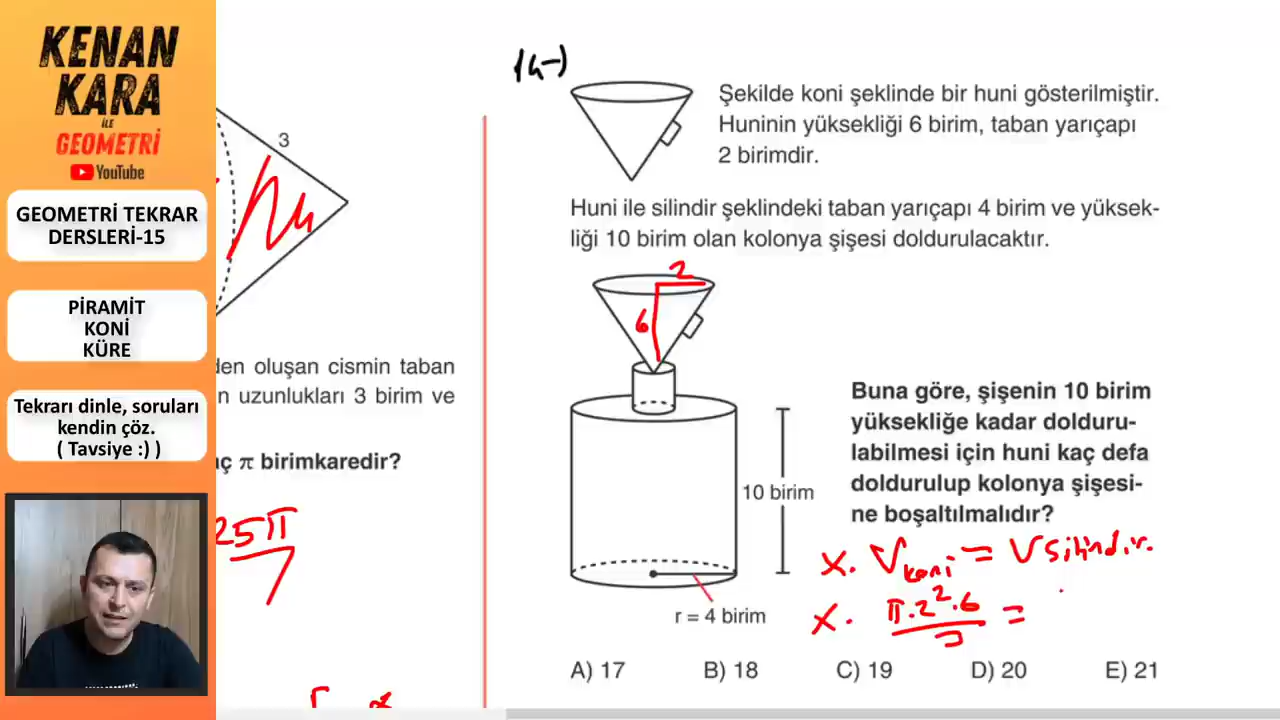 KENAN
KARA
İLE
GEOMETRİ
YouTube
GEOMETRİ TEKRAR
DERSLERİ-15
PİRAMİT
KONİ
KÜRE
Tekrarı dinle, soruları
kendin çöz.
( Tavsiye :) )
3
den oluşan cismin taban
n uzunlukları 3 birim ve
ç π birimkaredir?
25π
14-)
Şekilde koni şeklinde bir huni gösterilmiştir.
Huninin yüksekliği 6 birim, taban yarıçapı
2 birimdir.
Huni ile silindir şeklindeki taban yarıçapı 4 birim ve yüksek-
liği 10 birim olan kolonya şişesi doldurulacaktır.
2
6
10 birim
r = 4 birim
Buna göre, şişenin 10 birim
yüksekliğe kadar dolduru-
labilmesi için huni kaç defa
doldurulup kolonya şişesi-
ne boşaltılmalıdır?
x. Vkoni = Vsilindir.
x. π.2².6/3 =
A) 17 B) 18 C) 19 D) 20 E) 21